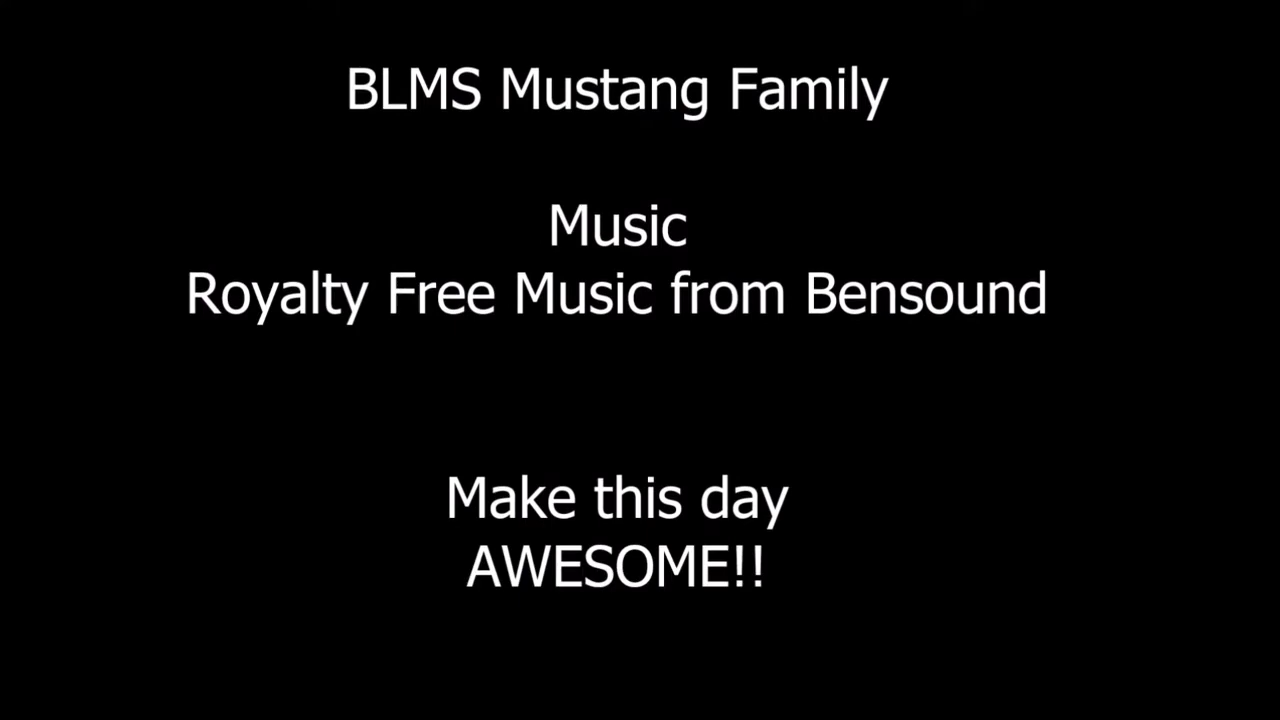 BLMS Mustang Family
Music
Royalty Free Music from Bensound
Make this day
AWESOME!!